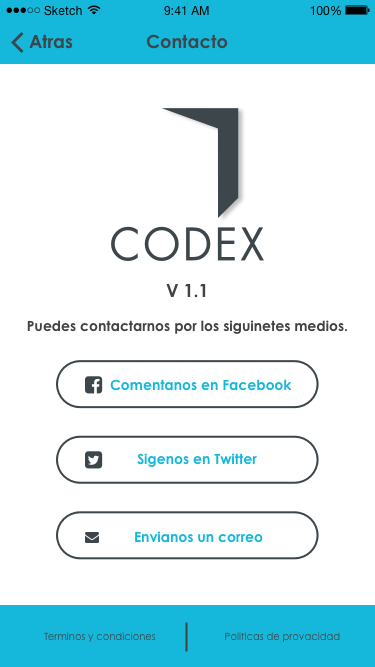 Sketch 9:41 AM 100%
Atras Contacto
CODEX
V 1.1
Puedes contactarnos por los siguinetes medios.
Comentanos en Facebook
Sigenos en Twitter
Envianos un correo
Terminos y condiciones Politicas de provacidad